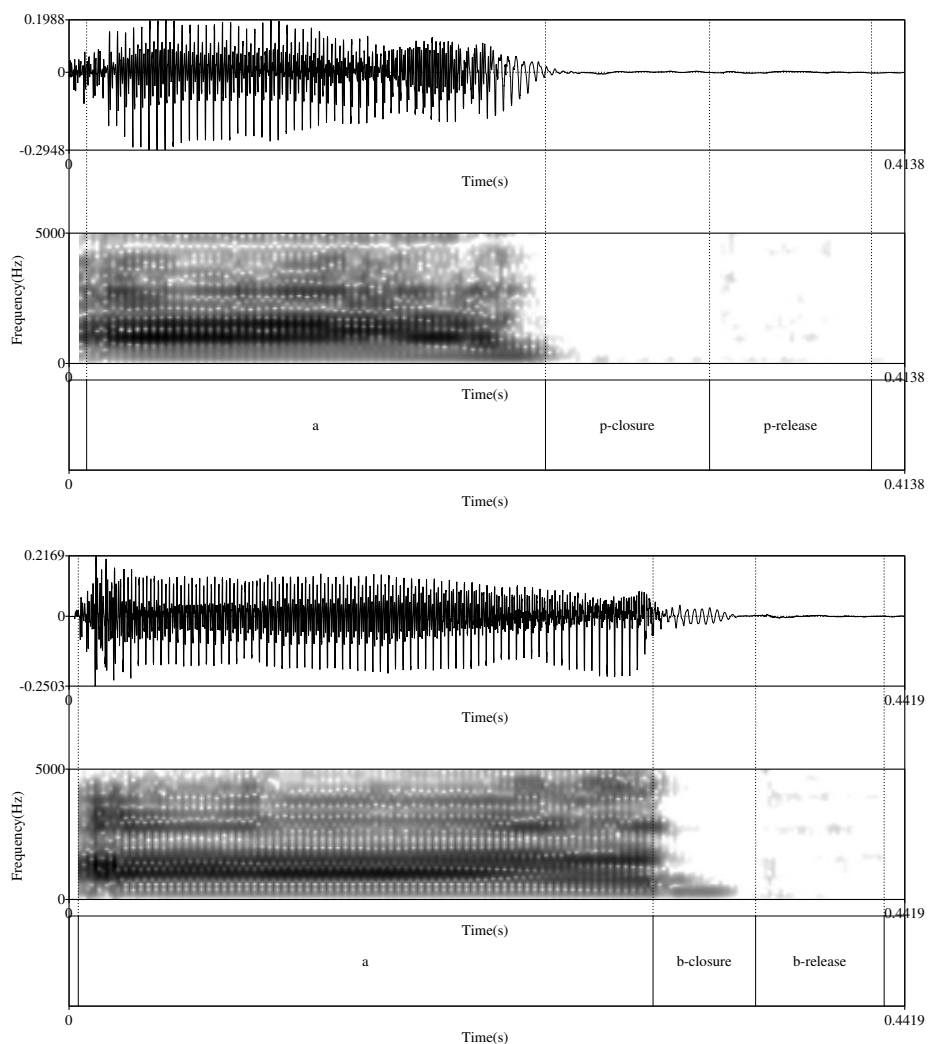 0.1988
0
-0.2948
0 0.4138
Time(s)
5000
Frequency(Hz)
0
0 0.4138
Time(s)
a p-closure p-release
0 0.4138
Time(s)
0.2169
0
-0.2503
0 0.4419
Time(s)
5000
Frequency(Hz)
0
0 0.4419
Time(s)
a b-closure b-release
0 0.4419
Time(s)